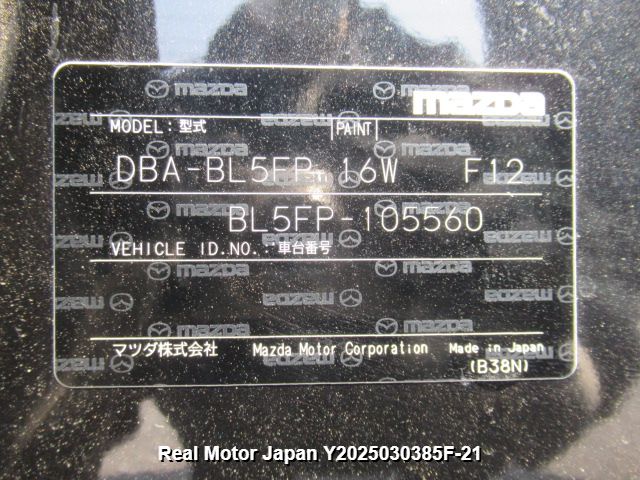 mazda
MODEL: 型式 PAINT
DBA-BL5FP 16W F12
BL5FP-105560
VEHICLE ID.NO.: 車台番号
マツダ株式会社 Mazda Motor Corporation Made in Japan
(B38N)
Real Motor Japan Y2025030385F-21